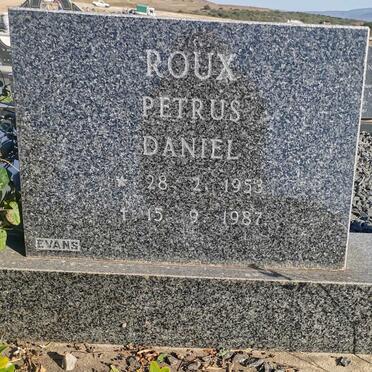 ROUX
PETRUS
DANIEL
* 28. 2. 1953
† 15. 9. 1987
EVANS